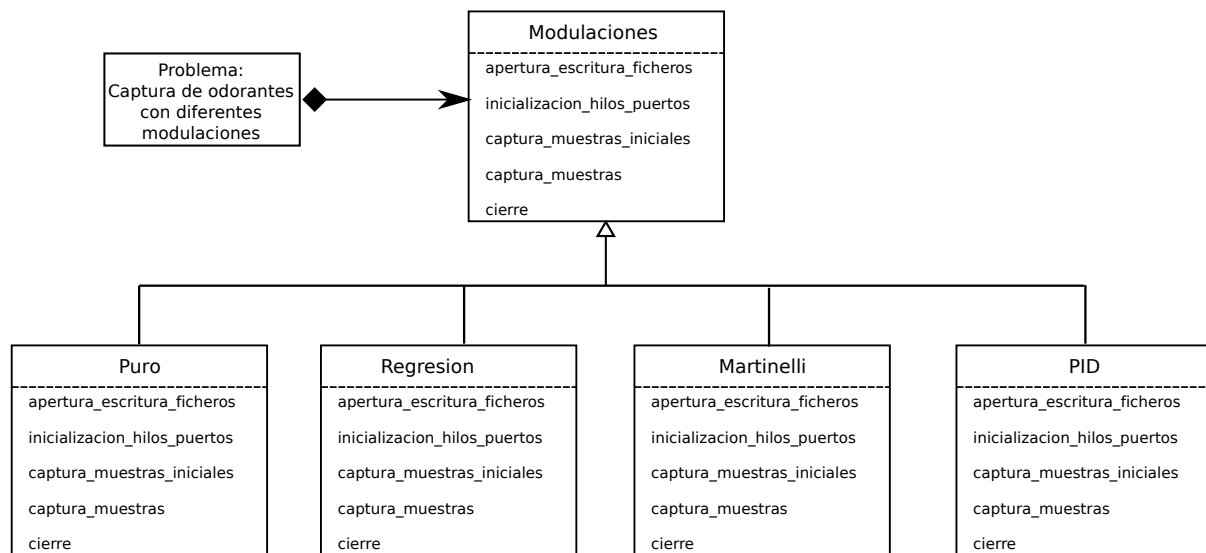 Modulaciones
apertura_escritura_ficheros
inicializacion_hilos_puertos
captura_muestras_iniciales
captura_muestras
cierre
Problema:
Captura de odorantes
con diferentes
modulaciones
Puro
apertura_escritura_ficheros
inicializacion_hilos_puertos
captura_muestras_iniciales
captura_muestras
cierre
Regresion
apertura_escritura_ficheros
inicializacion_hilos_puertos
captura_muestras_iniciales
captura_muestras
cierre
Martinelli
apertura_escritura_ficheros
inicializacion_hilos_puertos
captura_muestras_iniciales
captura_muestras
cierre
PID
apertura_escritura_ficheros
inicializacion_hilos_puertos
captura_muestras_iniciales
captura_muestras
cierre